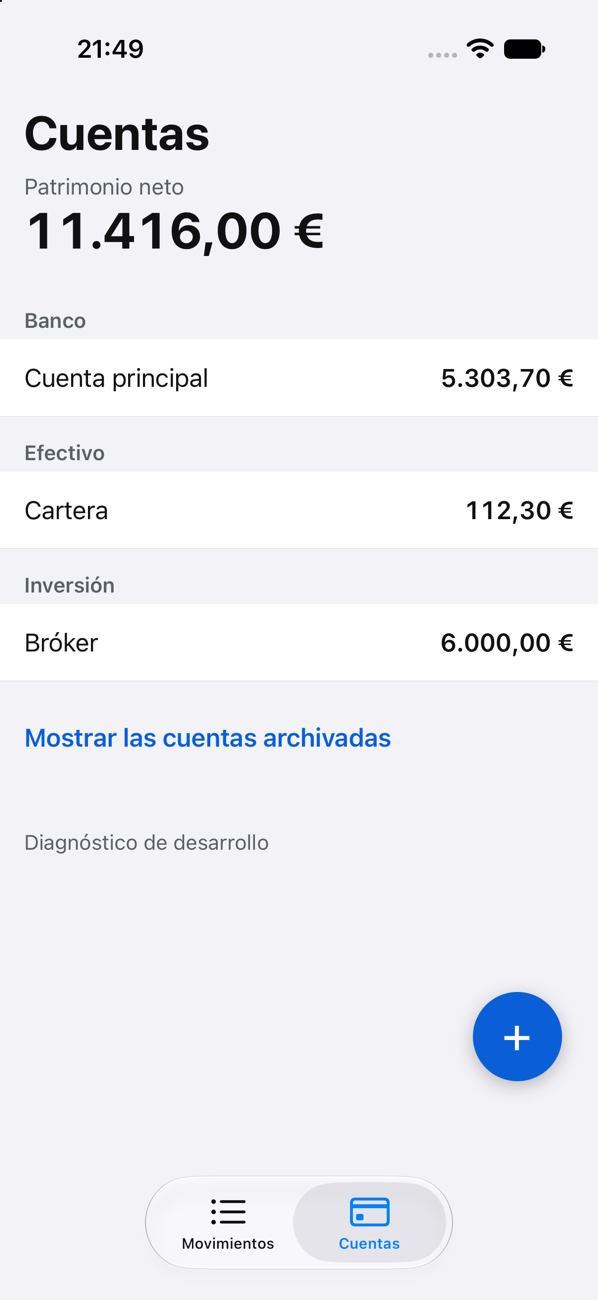 21:49
Cuentas
Patrimonio neto
11.416,00 €
Banco
Cuenta principal 5.303,70 €
Efectivo
Cartera 112,30 €
Inversión
Bróker 6.000,00 €
Mostrar las cuentas archivadas
Diagnóstico de desarrollo
+
Movimientos Cuentas